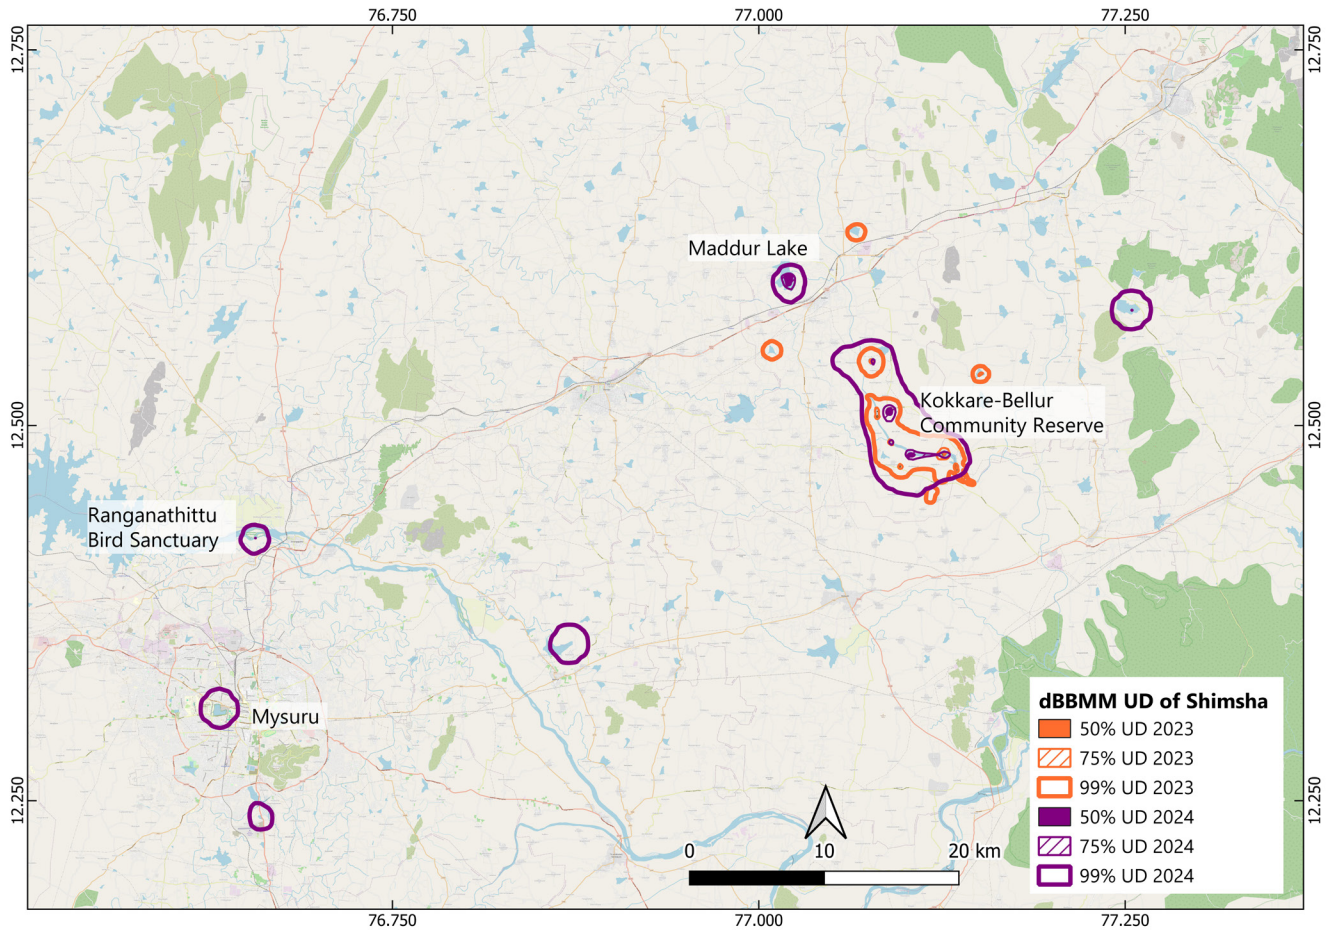 76.750 77.000 77.250
12.750 12.750
Maddur Lake
Kokkare-Bellur
Community Reserve
12.500 12.500
Ranganathittu
Bird Sanctuary
Mysuru
dBBMM UD of Shimsha
50% UD 2023
75% UD 2023
99% UD 2023
50% UD 2024
75% UD 2024
99% UD 2024
12.250 12.250
0 10 20 km
76.750 77.000 77.250